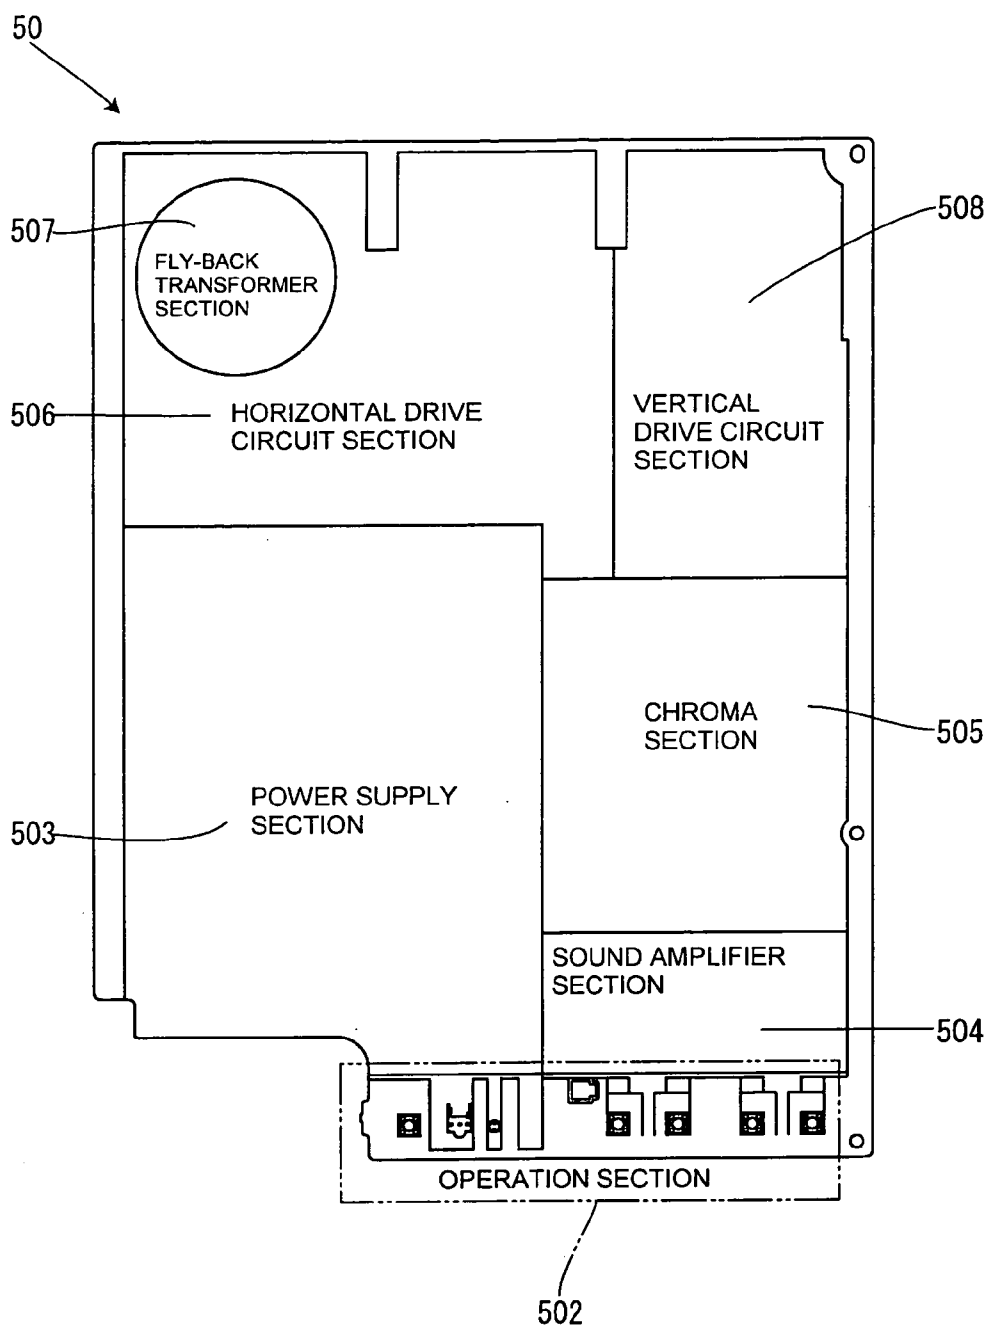 50
507
FLY-BACK
TRANSFORMER
SECTION
508
506
HORIZONTAL DRIVE
CIRCUIT SECTION
VERTICAL
DRIVE CIRCUIT
SECTION
CHROMA
SECTION
505
POWER SUPPLY
SECTION
503
SOUND AMPLIFIER
SECTION
504
OPERATION SECTION
502